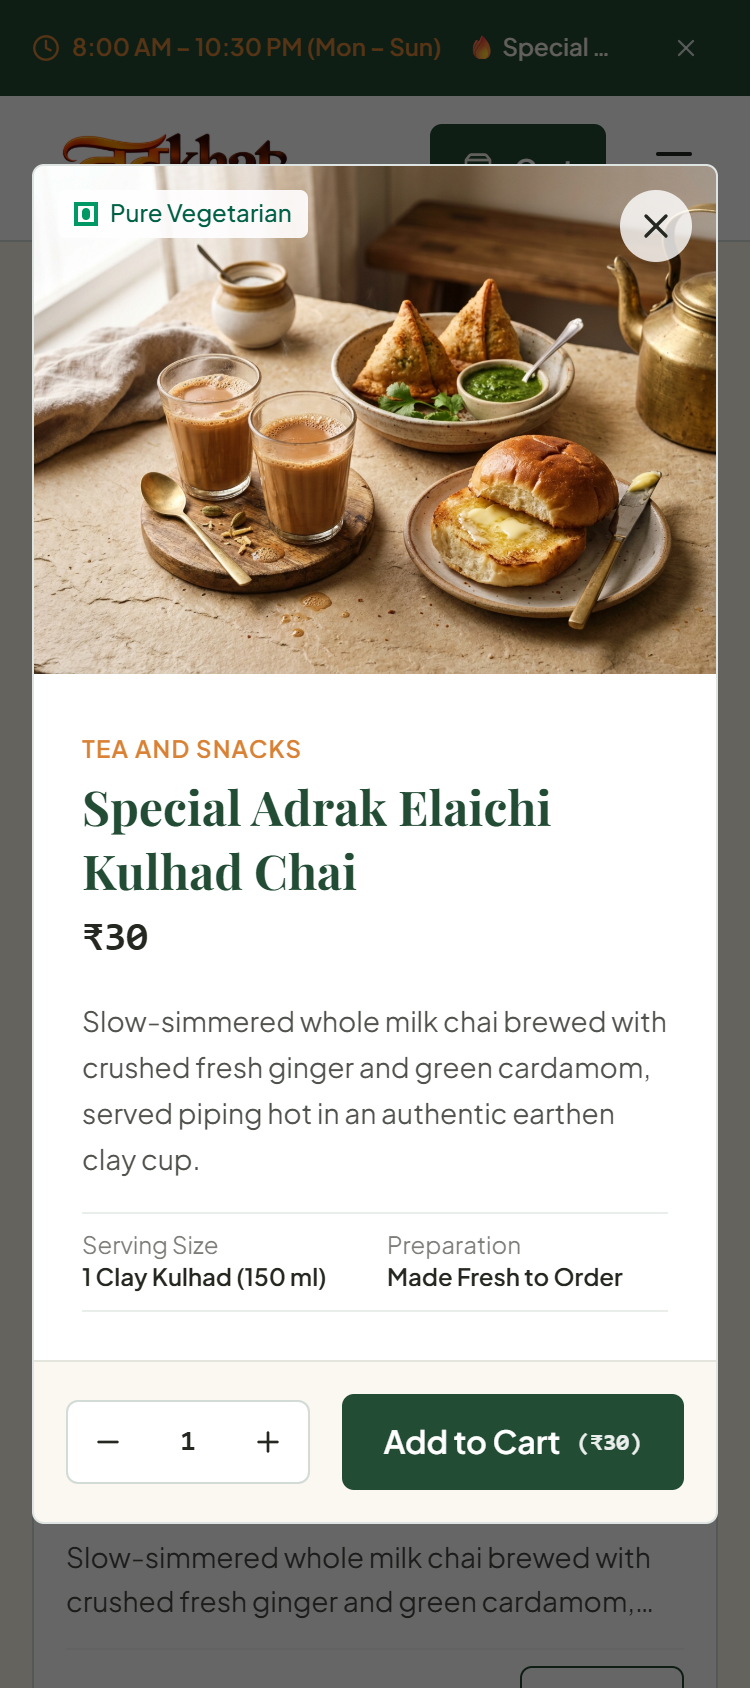 8:00 AM – 10:30 PM (Mon – Sun) 🔥 Special ...
Pure Vegetarian
TEA AND SNACKS
Special Adrak Elaichi
Kulhad Chai
₹30
Slow-simmered whole milk chai brewed with
crushed fresh ginger and green cardamom,
served piping hot in an authentic earthen
clay cup.
Serving Size
1 Clay Kulhad (150 ml)
Preparation
Made Fresh to Order
1
Add to Cart (₹30)
Slow-simmered whole milk chai brewed with
crushed fresh ginger and green cardamom,...